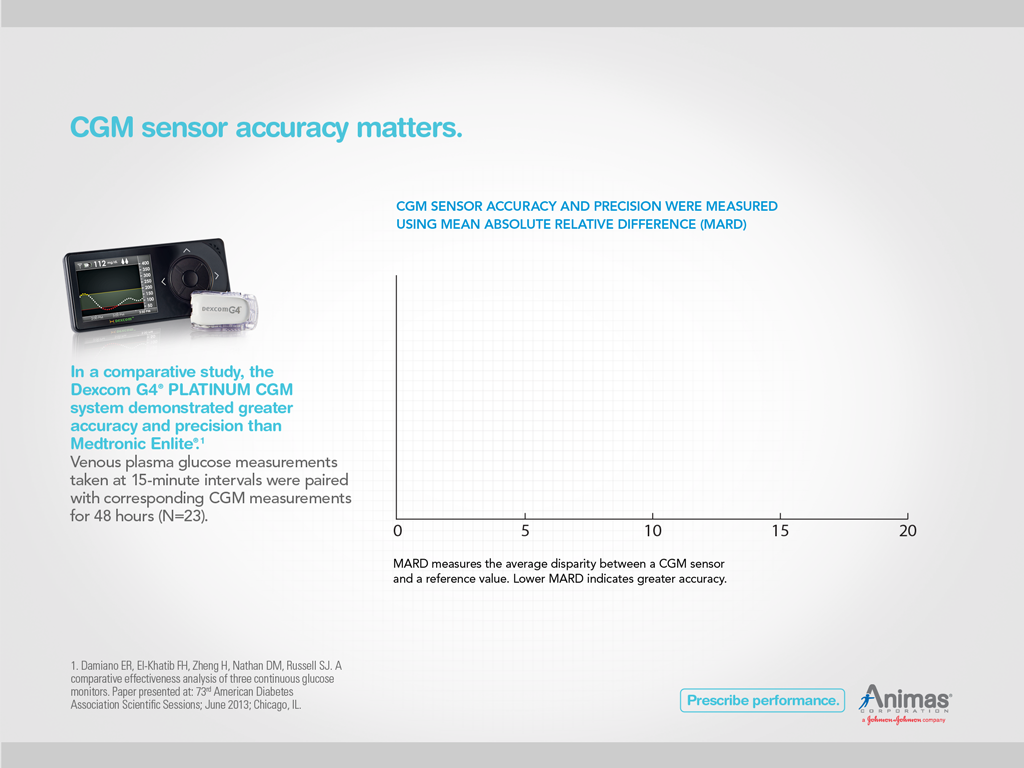 CGM sensor accuracy matters.
CGM SENSOR ACCURACY AND PRECISION WERE MEASURED
USING MEAN ABSOLUTE RELATIVE DIFFERENCE (MARD)
112 mg/dL
400
350
300
250
200
150
100
50
dexcom G4
In a comparative study, the
Dexcom G4® PLATINUM CGM
system demonstrated greater
accuracy and precision than
Medtronic Enlite®.¹
Venous plasma glucose measurements
taken at 15-minute intervals were paired
with corresponding CGM measurements
for 48 hours (N=23).
0 5 10 15 20
MARD measures the average disparity between a CGM sensor
and a reference value. Lower MARD indicates greater accuracy.
1. Damiano ER, El-Khatib FH, Zheng H, Nathan DM, Russell SJ. A
comparative effectiveness analysis of three continuous glucose
monitors. Paper presented at: 73rd American Diabetes
Association Scientific Sessions; June 2013; Chicago, IL.
Prescribe performance.
Animas®
CORPORATION
a Johnson & Johnson company